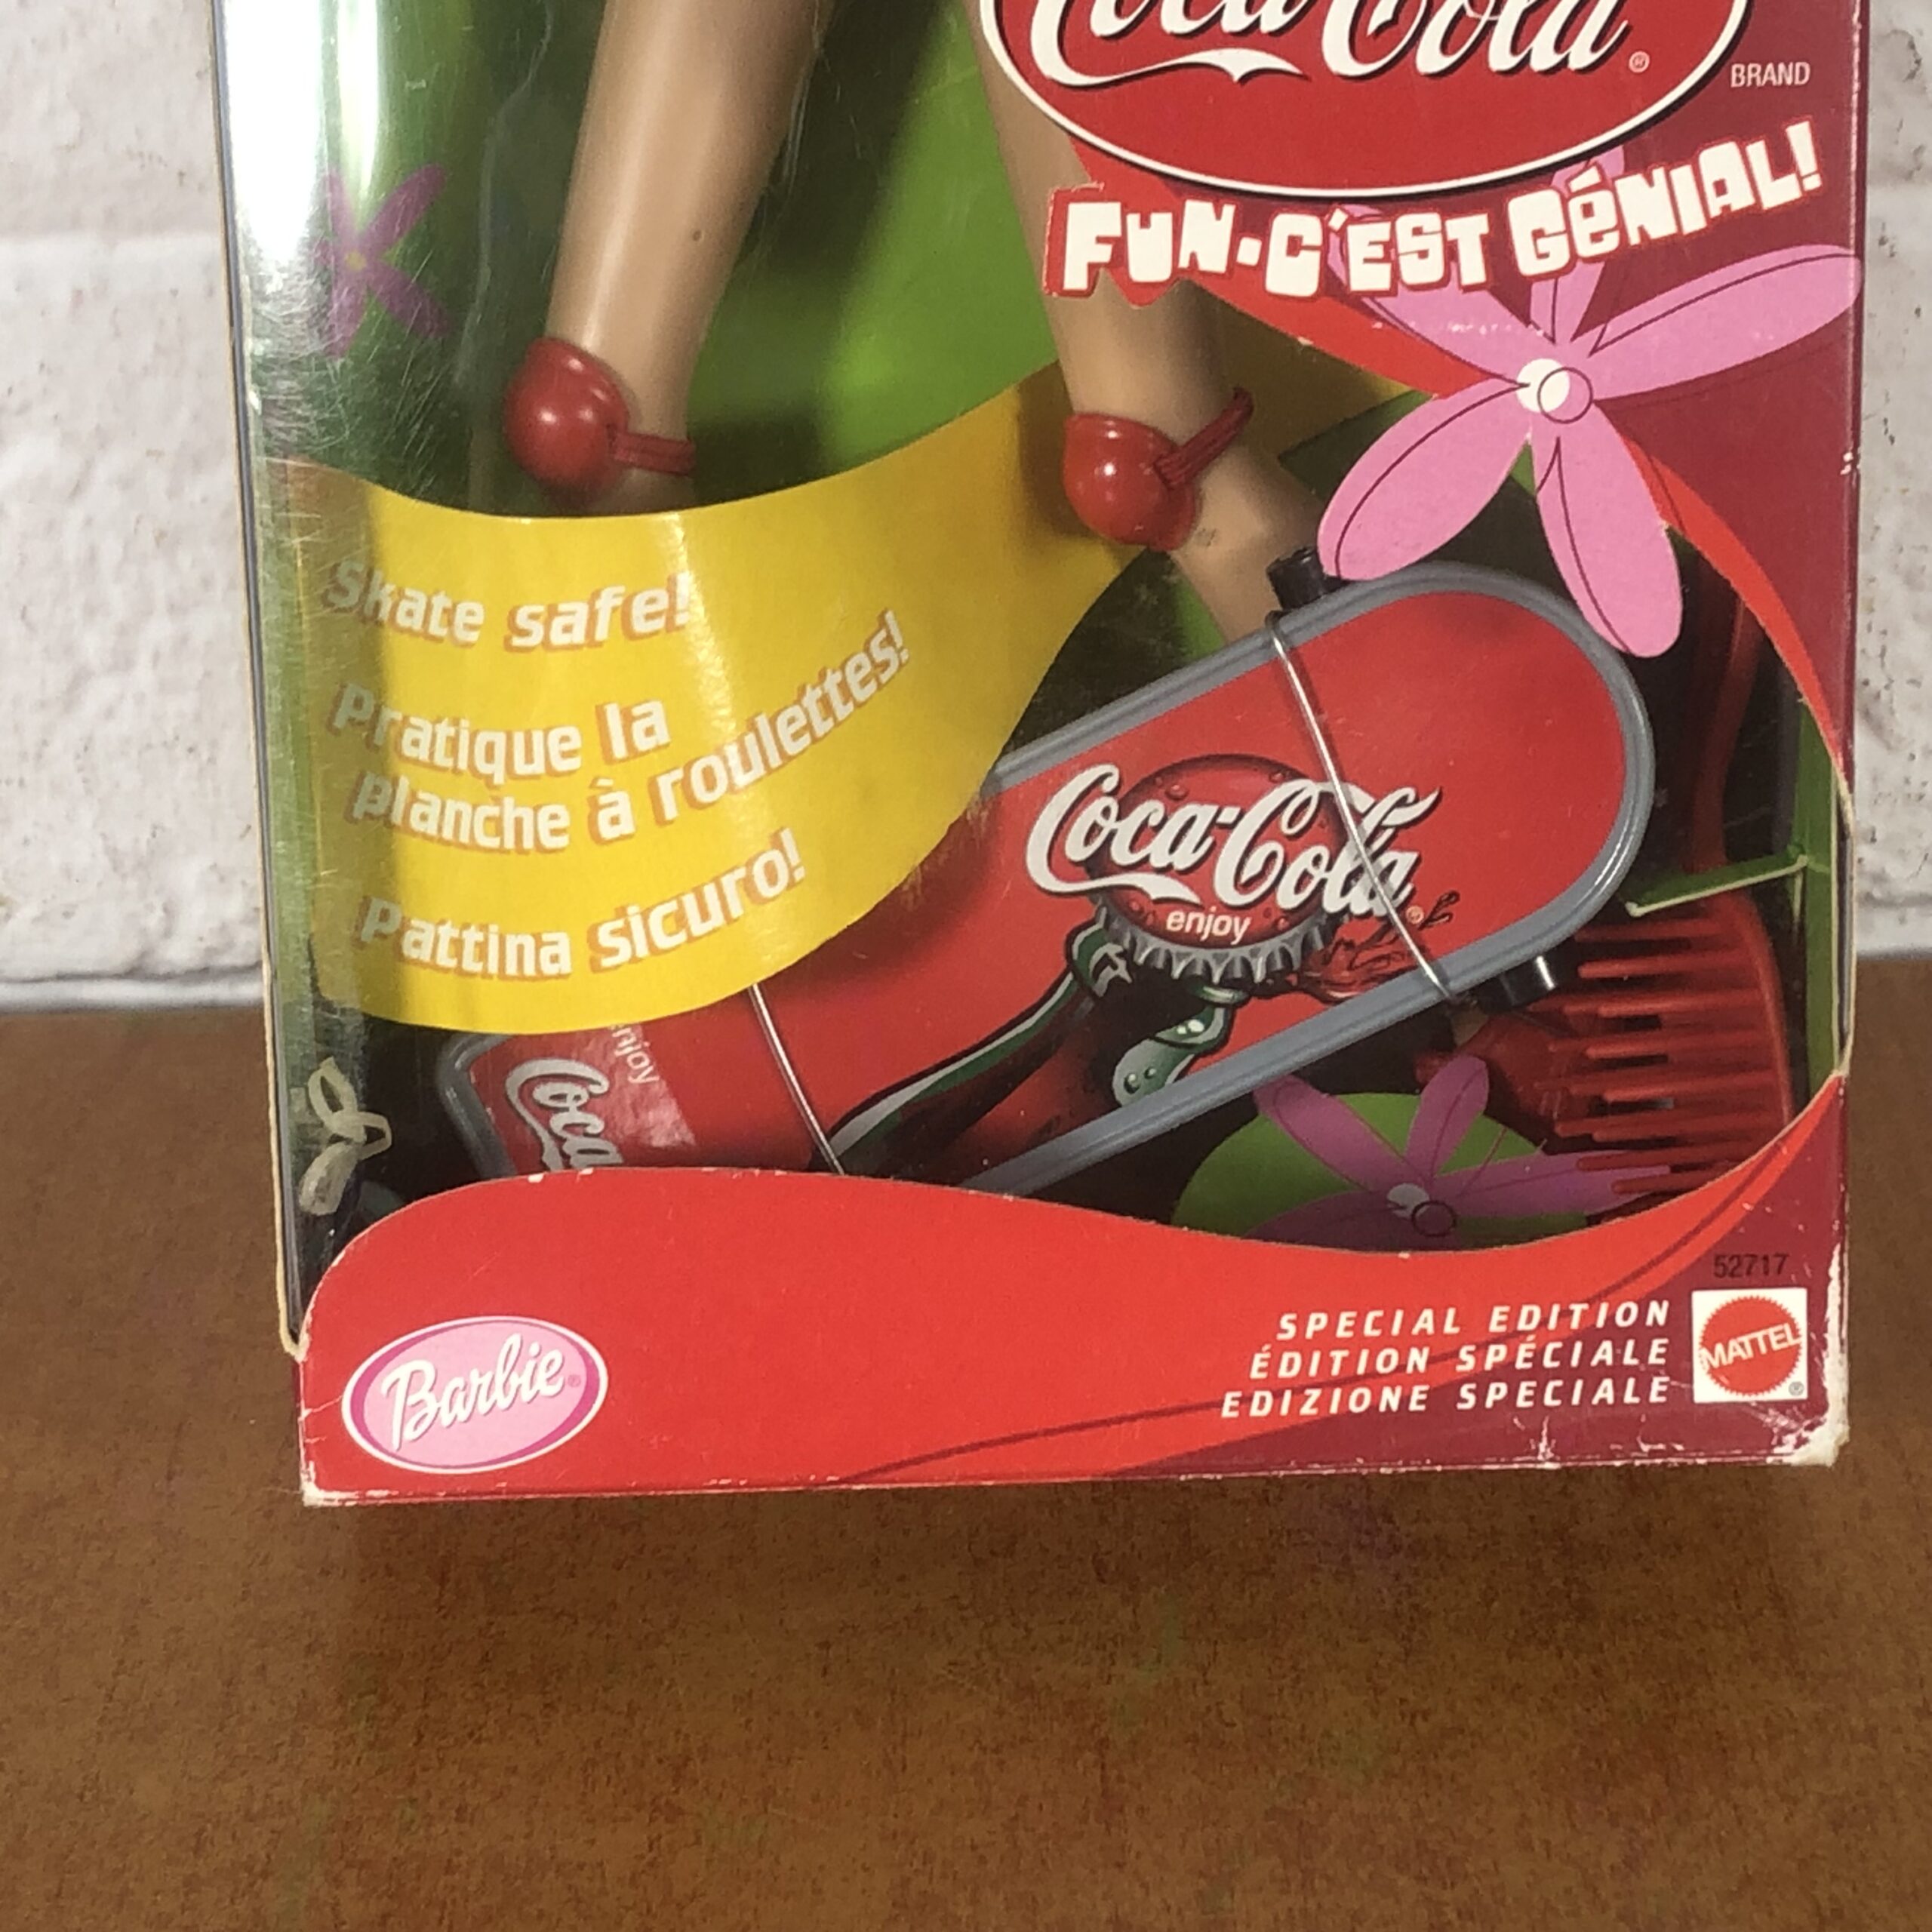 Coca-Cola®
BRAND
FUN·C'EST GÉNIAL!
Skate safe!
Pratique la
planche à roulettes!
Pattina sicuro!
Coca-Cola®
enjoy
enjoy
Coca
52717
SPECIAL EDITION
ÉDITION SPÉCIALE
EDIZIONE SPECIALE
MATTEL®
Barbie®